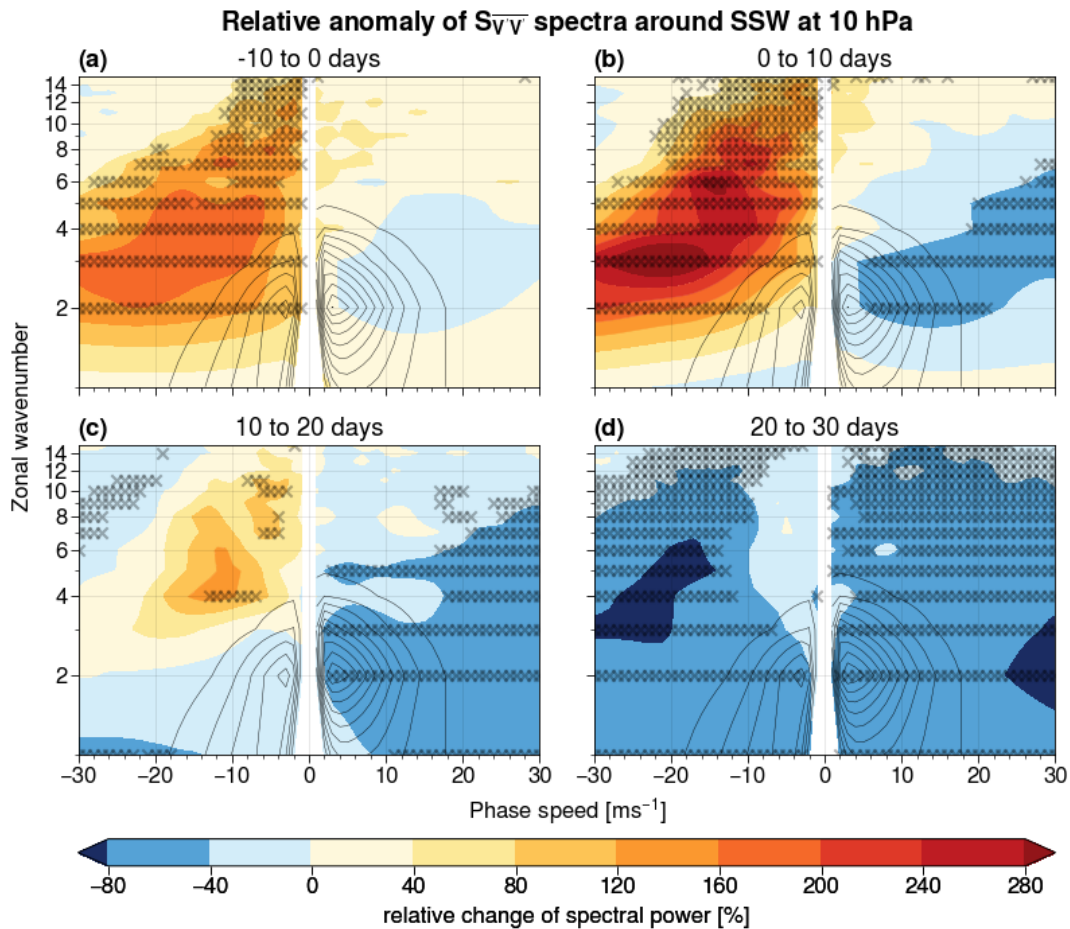 Relative anomaly of Sv'v' spectra around SSW at 10 hPa
(a) -10 to 0 days
(b) 0 to 10 days
14
12
10
8
6
4
2
(c) 10 to 20 days
(d) 20 to 30 days
14
12
10
8
6
4
2
Zonal wavenumber
−30 −20 −10 0 10 20 30
−30 −20 −10 0 10 20 30
Phase speed [ms⁻¹]
−80 −40 0 40 80 120 160 200 240 280
relative change of spectral power [%]